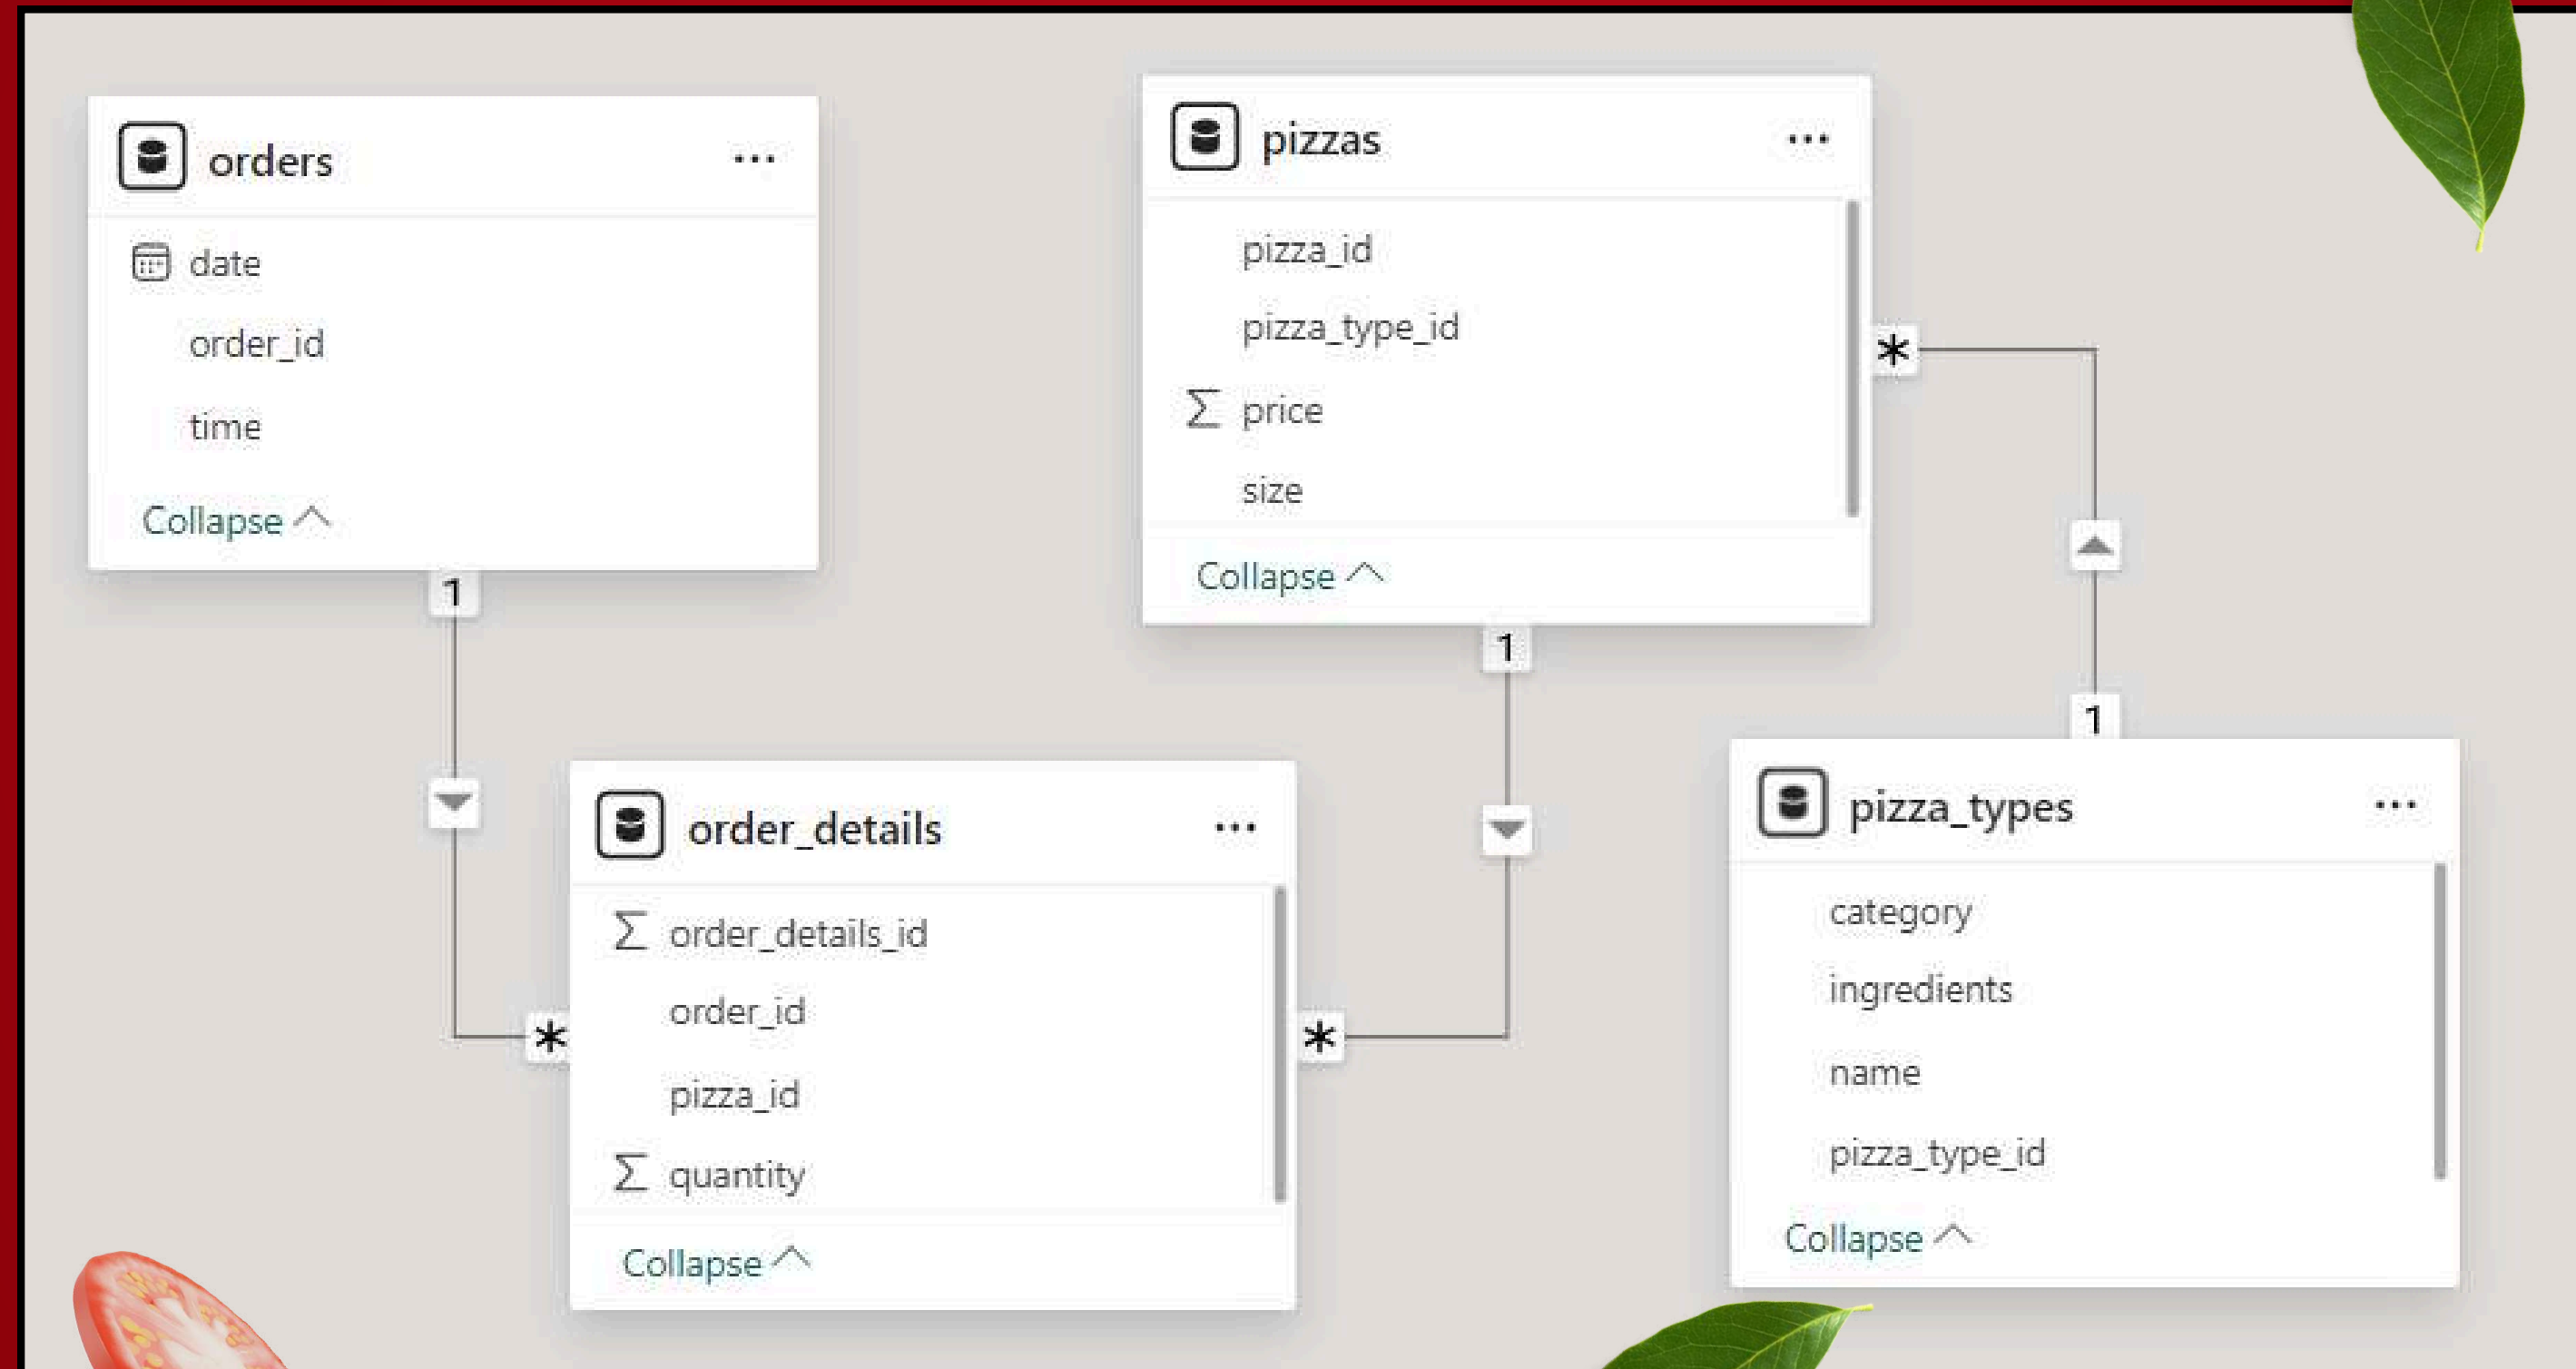 orders
date
order_id
time
Collapse
1
*
pizzas
pizza_id
pizza_type_id
Σ price
size
Collapse
1
*
*
1
order_details
Σ order_details_id
order_id
pizza_id
Σ quantity
Collapse
pizza_types
category
ingredients
name
pizza_type_id
Collapse